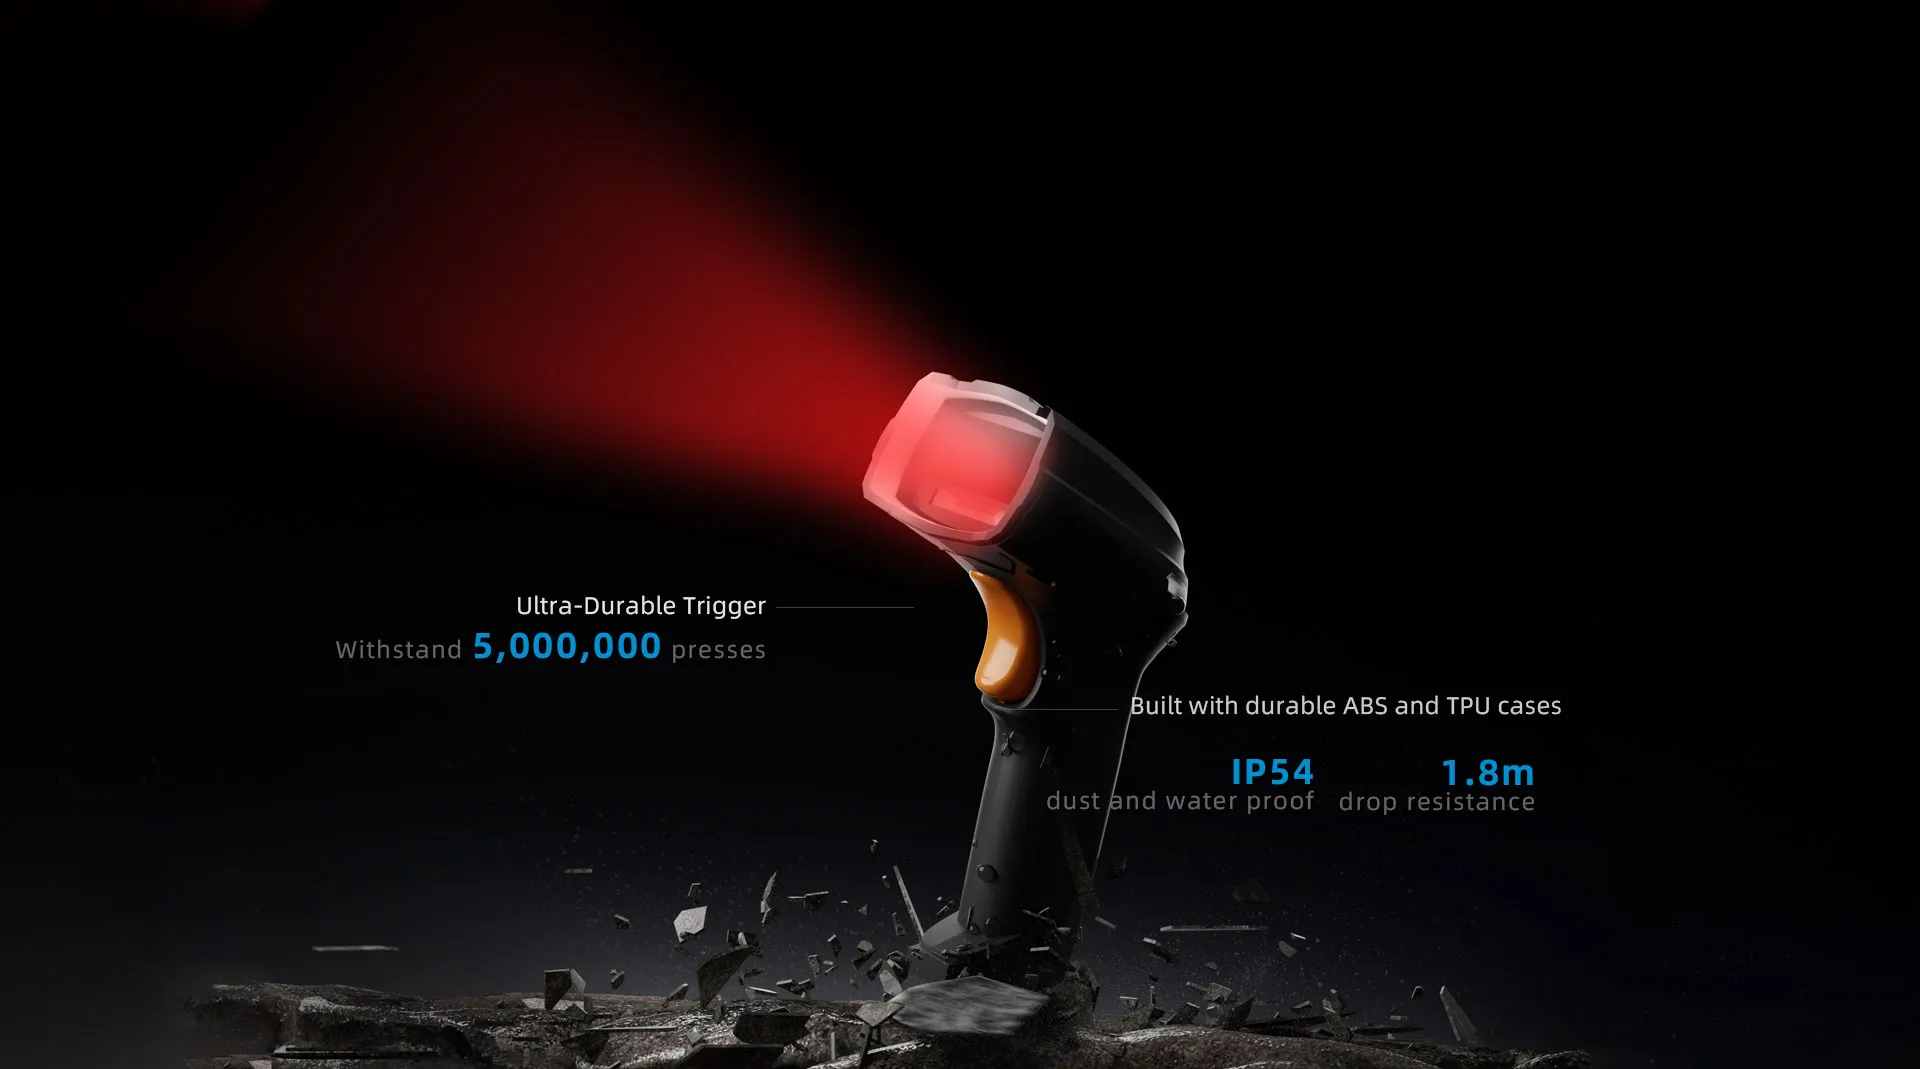 Ultra-Durable Trigger
Withstand 5,000,000 presses
Built with durable ABS and TPU cases
IP54 1.8m
dust and water proof drop resistance